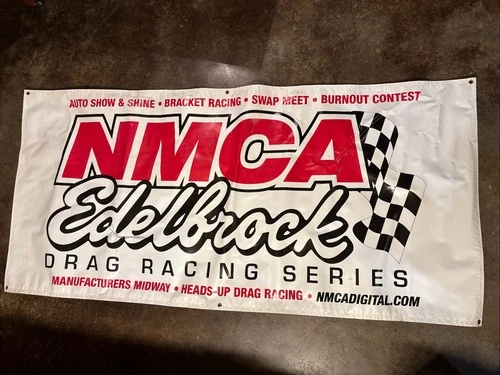 AUTO SHOW & SHINE • BRACKET RACING • SWAP MEET • BURNOUT CONTEST
NMCA
Edelbrock
DRAG RACING SERIES
MANUFACTURERS MIDWAY • HEADS-UP DRAG RACING • NMCADIGITAL.COM